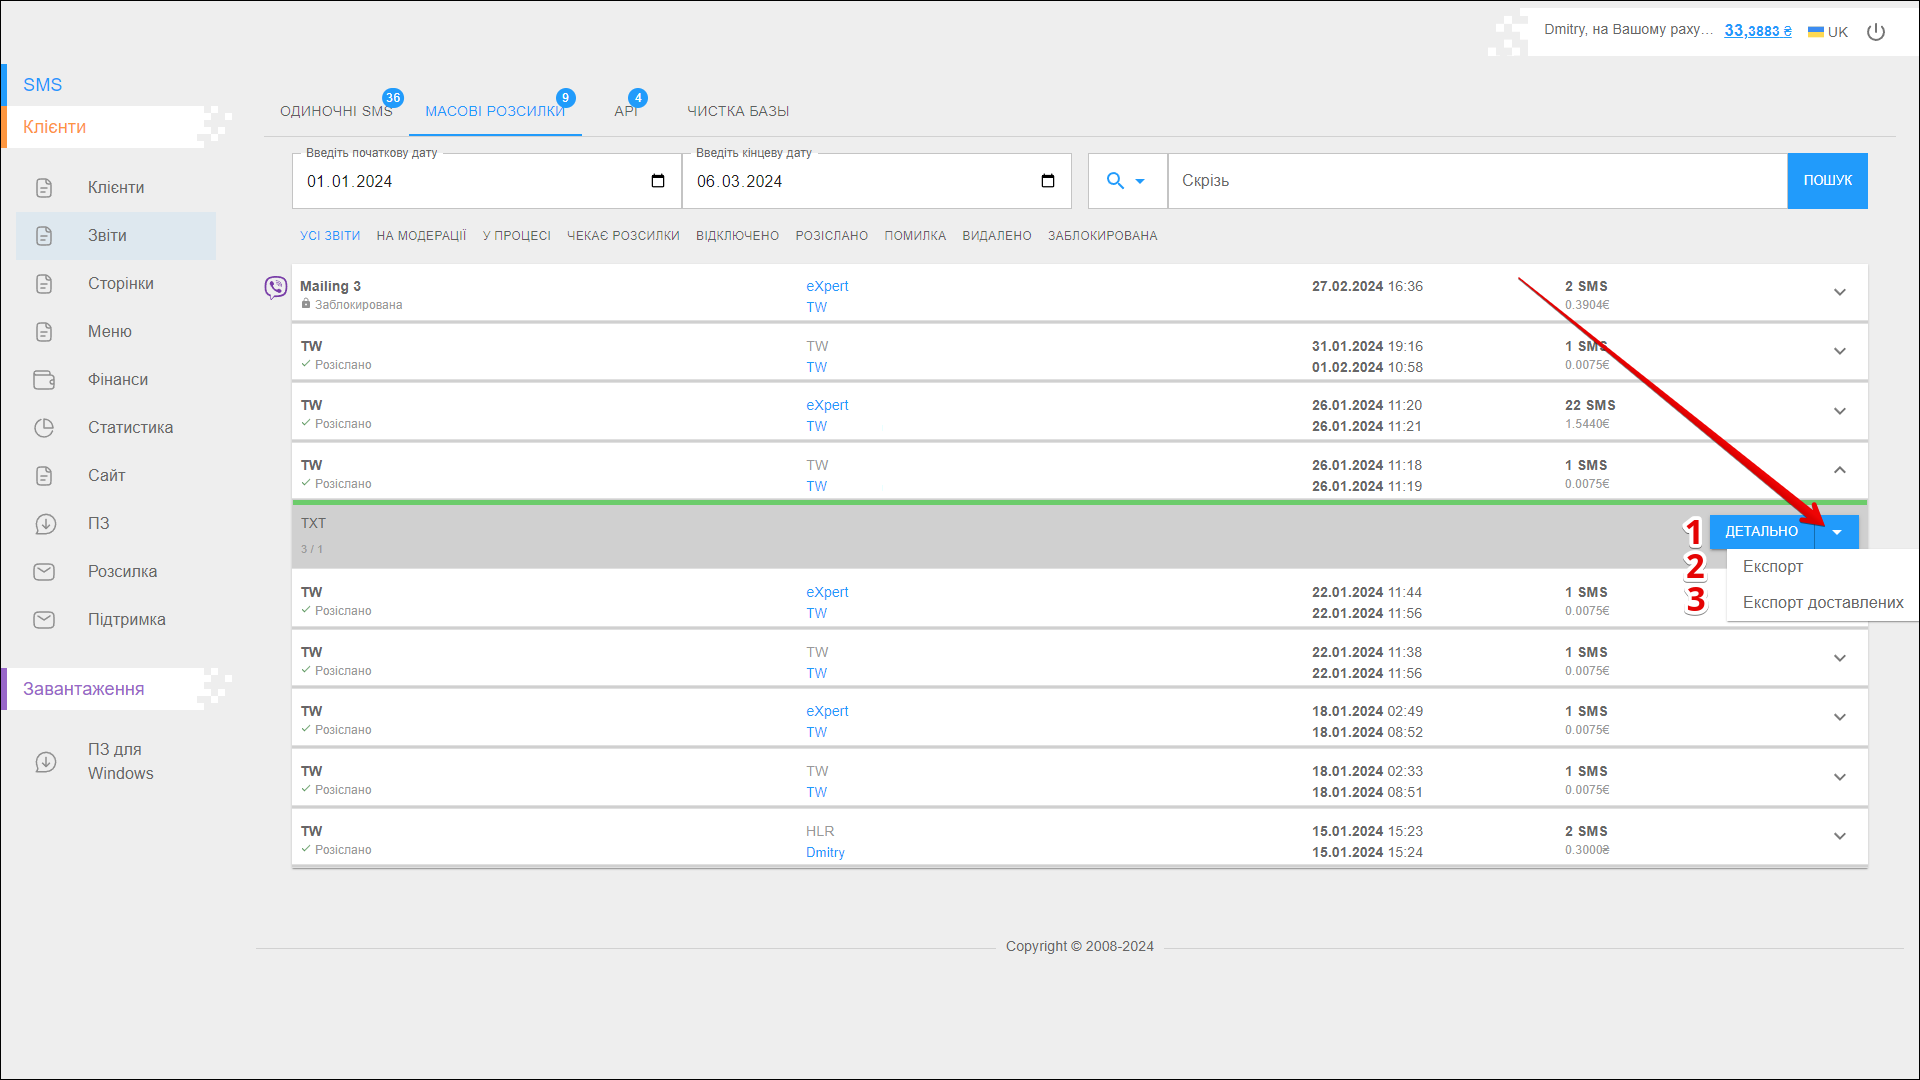 Dmitry, на Вашому раху... 33,3883 ₴ UK
SMS
Клієнти
Клієнти
Звіти
Сторінки
Меню
Фінанси
Статистика
Сайт
ПЗ
Розсилка
Підтримка
Завантаження
ПЗ для
Windows
ОДИНОЧНІ SMS 36 МАСОВІ РОЗСИЛКИ 9 API 4 ЧИСТКА БАЗЫ
Введіть початкову дату Введіть кінцеву дату
01.01.2024 06.03.2024 Скрізь ПОШУК
УСІ ЗВІТИ НА МОДЕРАЦІЇ У ПРОЦЕСІ ЧЕКАЄ РОЗСИЛКИ ВІДКЛЮЧЕНО РОЗІСЛАНО ПОМИЛКА ВИДАЛЕНО ЗАБЛОКИРОВАНА
Mailing 3 eXpert 27.02.2024 16:36 2 SMS
Заблокирована TW 0.3904€
TW TW 31.01.2024 19:16 1 SMS
Розіслано TW 01.02.2024 10:58 0.0075€
TW eXpert 26.01.2024 11:20 22 SMS
Розіслано TW 26.01.2024 11:21 1.5440€
TW TW 26.01.2024 11:18 1 SMS
Розіслано TW 26.01.2024 11:19 0.0075€
TXT 1 ДЕТАЛЬНО
3 / 1
2 Експорт
3 Експорт доставлених
TW eXpert 22.01.2024 11:44 1 SMS
Розіслано TW 22.01.2024 11:56 0.0075€
TW TW 22.01.2024 11:38 1 SMS
Розіслано TW 22.01.2024 11:56 0.0075€
TW eXpert 18.01.2024 02:49 1 SMS
Розіслано TW 18.01.2024 08:52 0.0075€
TW TW 18.01.2024 02:33 1 SMS
Розіслано TW 18.01.2024 08:51 0.0075€
TW HLR 15.01.2024 15:23 2 SMS
Розіслано Dmitry 15.01.2024 15:24 0.3000₴
Copyright © 2008-2024